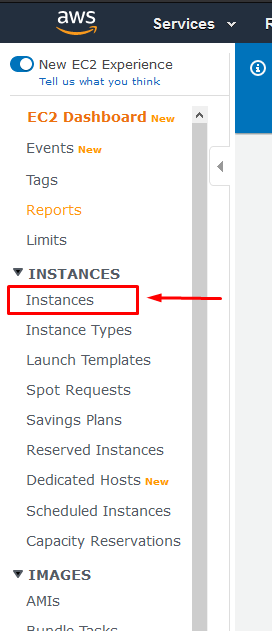 aws
Services
R
New EC2 Experience
Tell us what you think
EC2 Dashboard New
Events New
Tags
Reports
Limits
INSTANCES
Instances
Instance Types
Launch Templates
Spot Requests
Savings Plans
Reserved Instances
Dedicated Hosts New
Scheduled Instances
Capacity Reservations
IMAGES
AMIs
Bundle Tasks